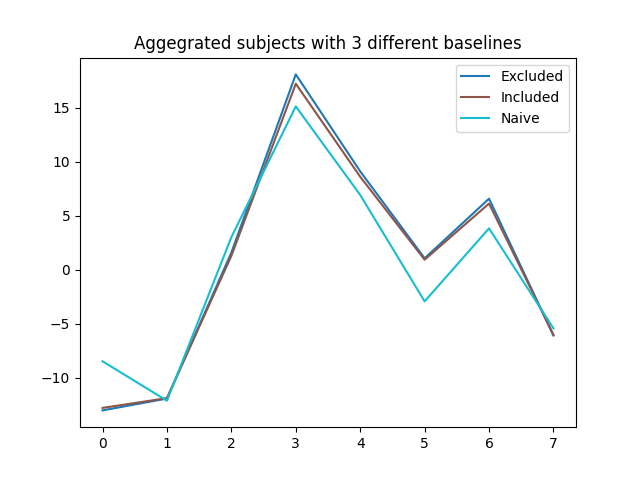 Aggegrated subjects with 3 different baselines
Excluded
Included
Naive
15
10
5
0
−5
−10
0 1 2 3 4 5 6 7